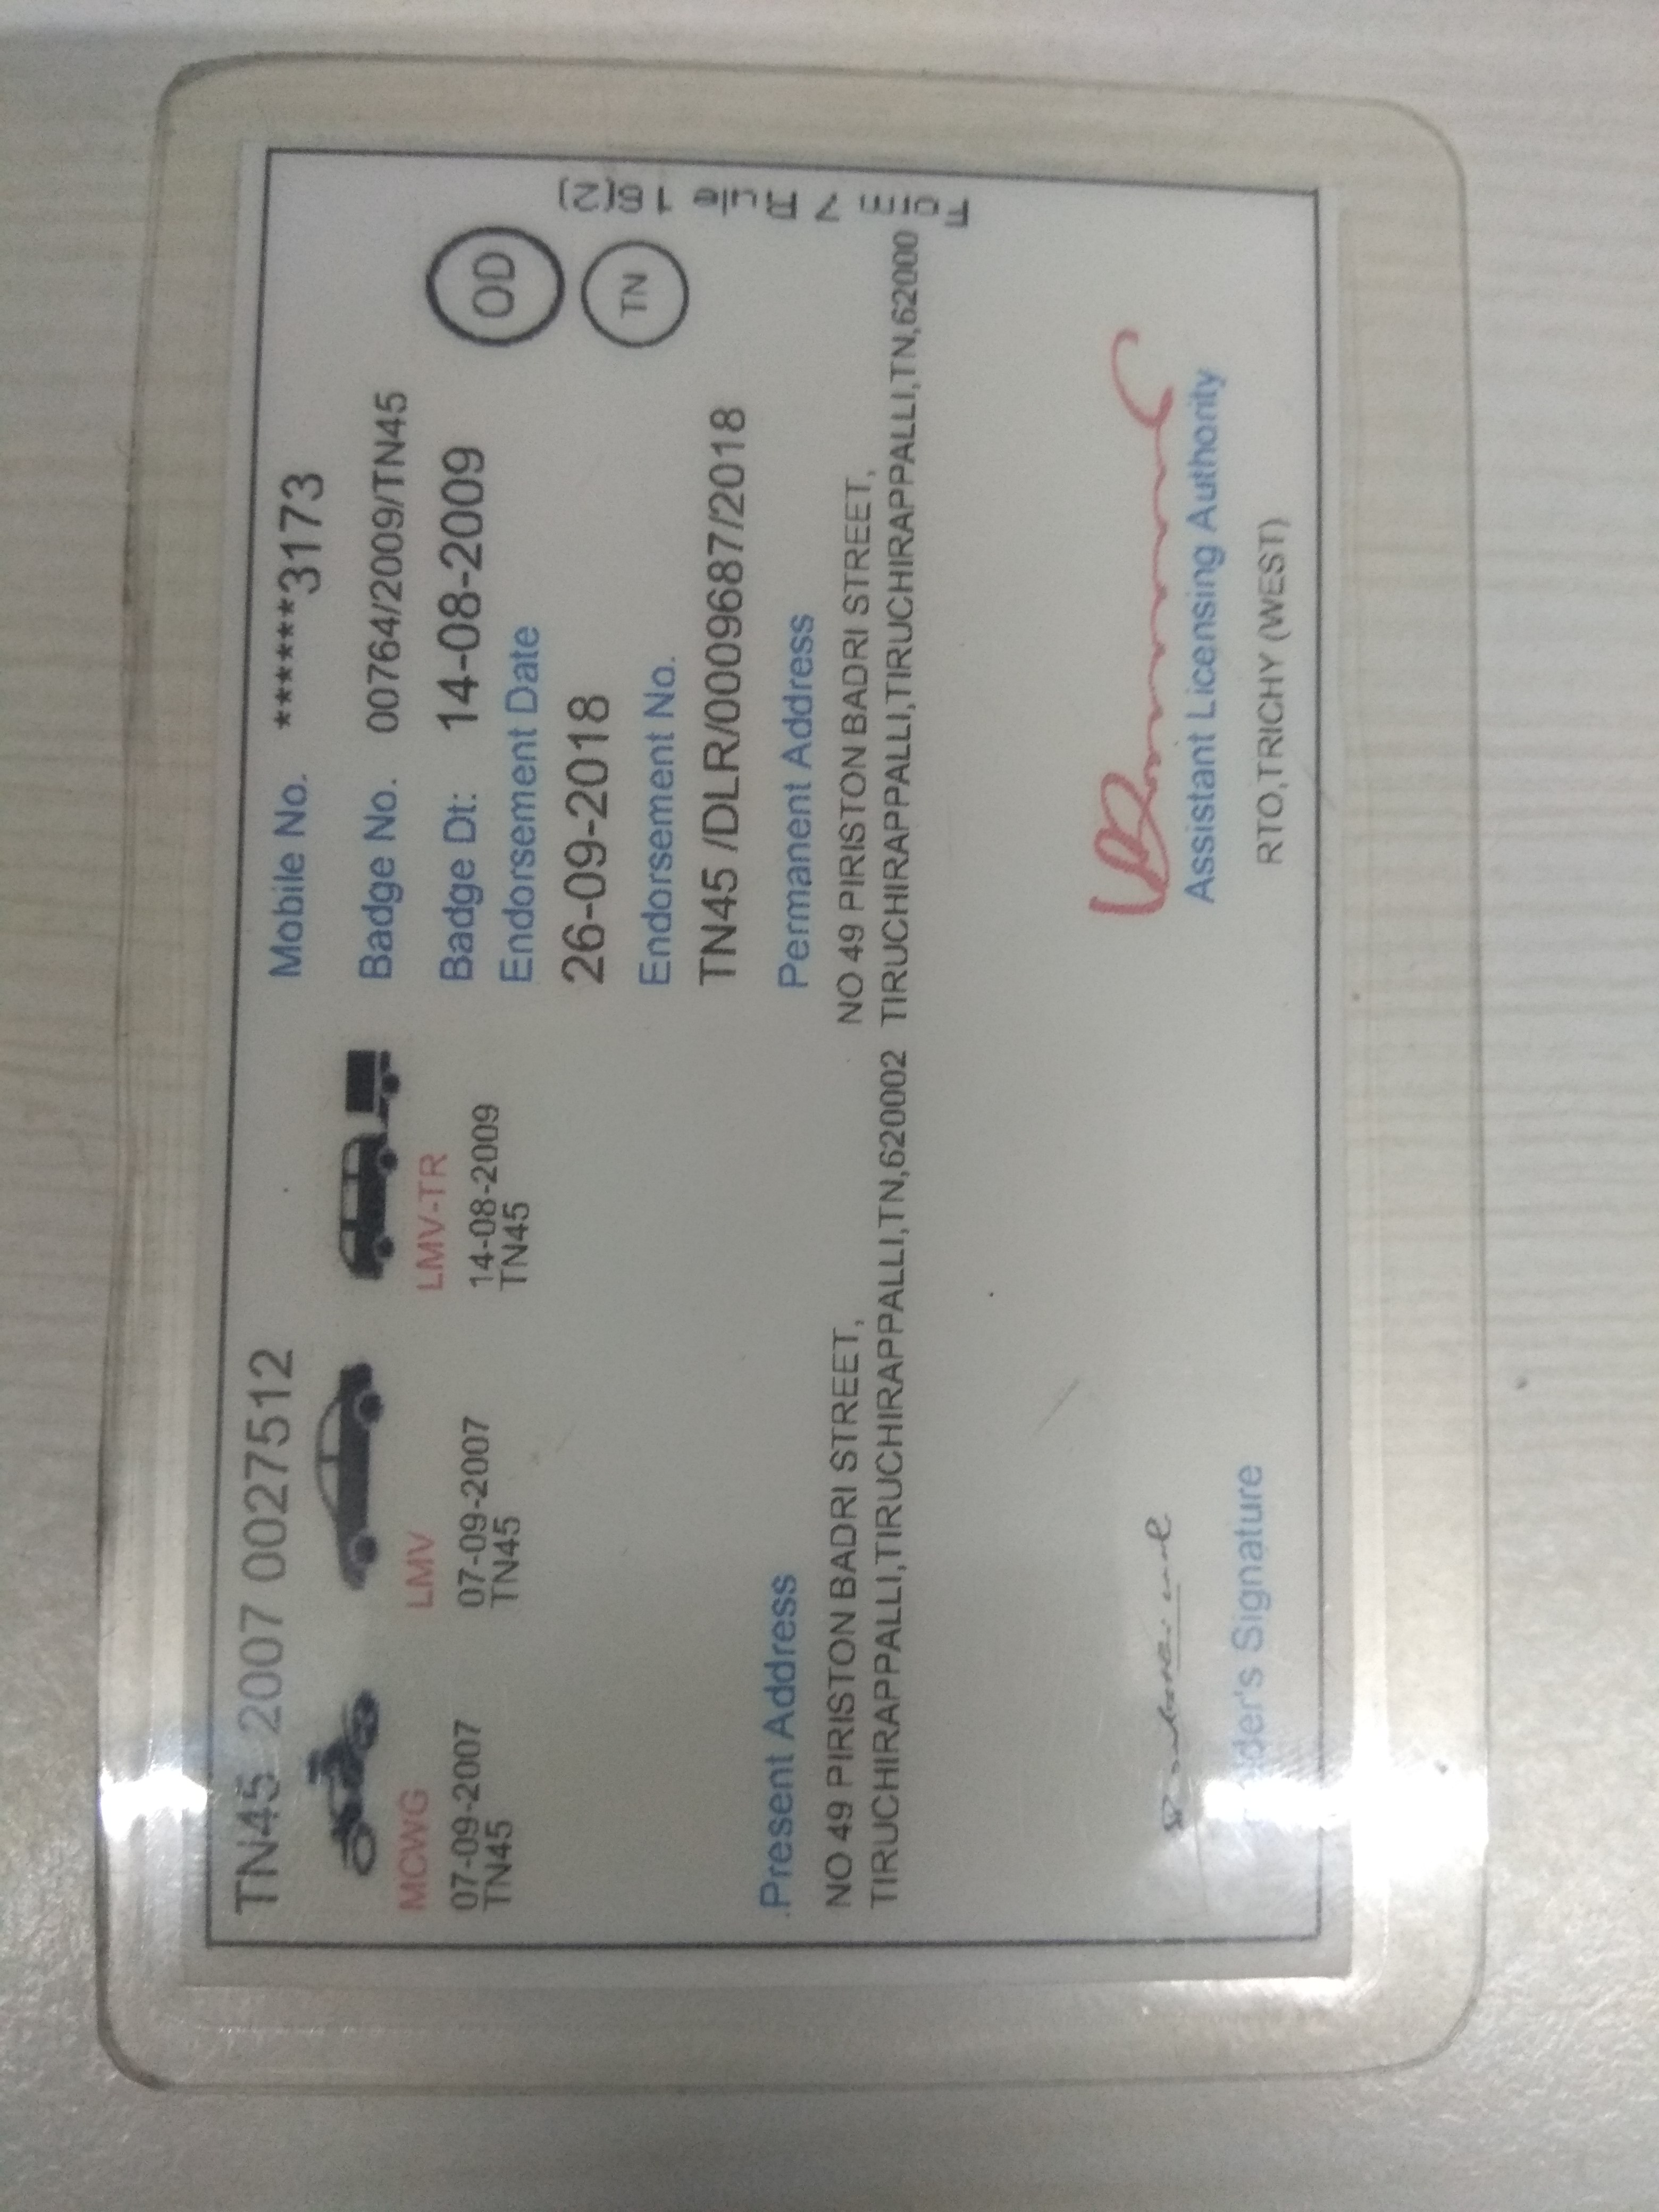 TN45 2007 0027512
MCWG
07-09-2007
TN45
LMV
07-09-2007
TN45
LMV-TR
14-08-2009
TN45
Mobile No. ******3173
Badge No. 00764/2009/TN45
Badge Dt: 14-08-2009
Endorsement Date
26-09-2018
Endorsement No.
TN45 /DLR/0009687/2018
OD
TN
Form 7 Rule 16(2)
Present Address
NO 49 PIRISTON BADRI STREET,
TIRUCHIRAPPALLI,TIRUCHIRAPPALLI,TN,620002
Permanent Address
NO 49 PIRISTON BADRI STREET,
TIRUCHIRAPPALLI,TIRUCHIRAPPALLI,TN,62000
Signature
Assistant Licensing Authority
RTO,TRICHY (WEST)